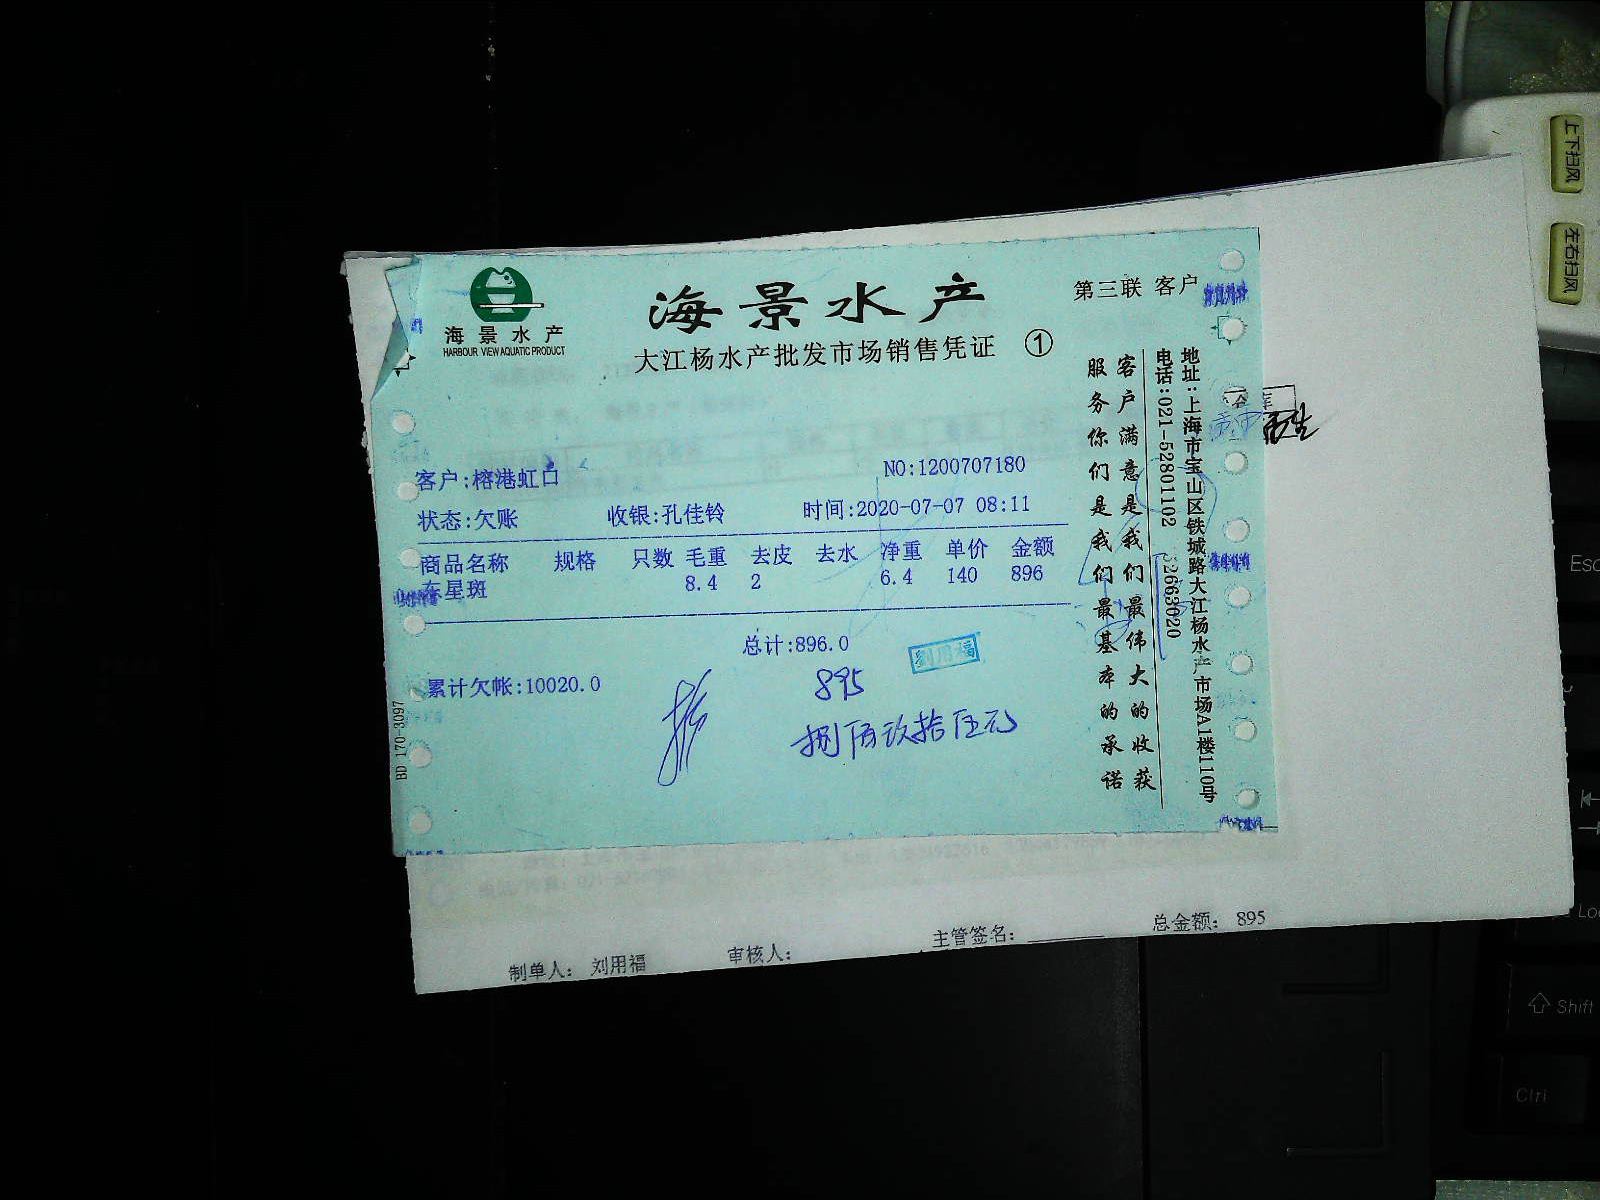 海景水产
HARBOUR VIEW AQUATIC PRODUCT
海景水产
第三联 客户
大江杨水产批发市场销售凭证 ①
客户:榕港虹口
NO:1200707180
状态:欠账 收银:孔佳铃 时间:2020-07-07 08:11
商品名称 规格 只数 毛重 去皮 去水 净重 单价 金额
东星斑 8.4 2 6.4 140 896
总计:896.0
劉用福
累计欠帐:10020.0
895
捌佰玖拾伍元
客户满意是我们最伟大的收获
服务你们是我们最基本的承诺
地址:上海市宝山区铁城路大江杨水产市场A1楼110号
电话:021-52801102 32663020
BD 170-3097
制单人: 刘用福 审核人: 主管签名: 总金额: 895
上下扫风
左右扫风
Esc
Shift
Ctrl